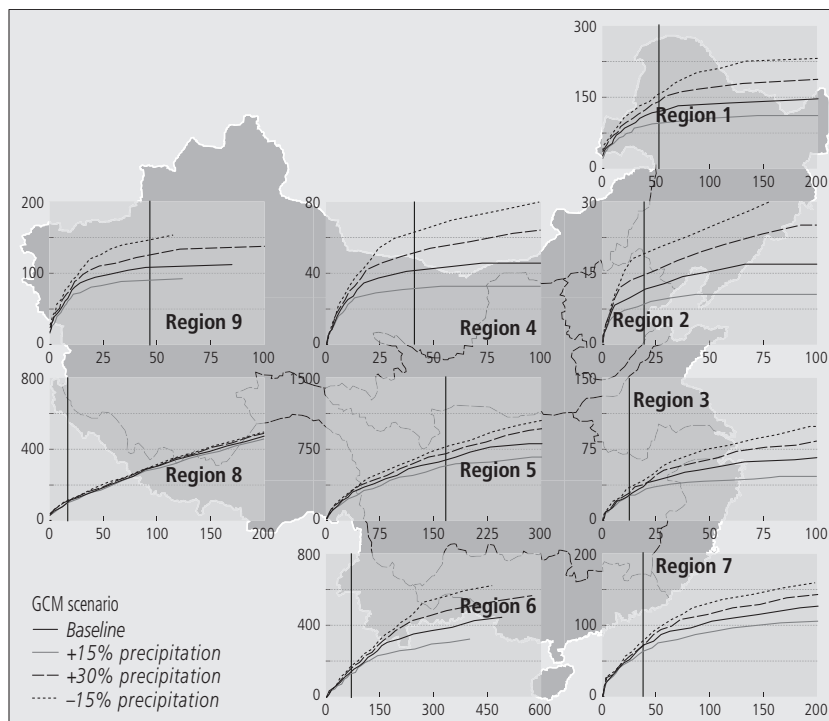 300
150
0
Region 1
0 50 100 150 200
200
100
0
Region 9
0 25 50 75 100
80
40
0
Region 4
0 25 50 75 100
30
15
0
Region 2
0 25 50 75 100
800
400
0
Region 8
0 50 100 150 200
1500
750
0
Region 5
0 75 150 225 300
150
75
0
Region 3
0 25 50 75 100
800
400
0
Region 6
0 150 300 450 600
200
100
0
Region 7
0 50 100 150 200
GCM scenario
Baseline
+15% precipitation
+30% precipitation
–15% precipitation